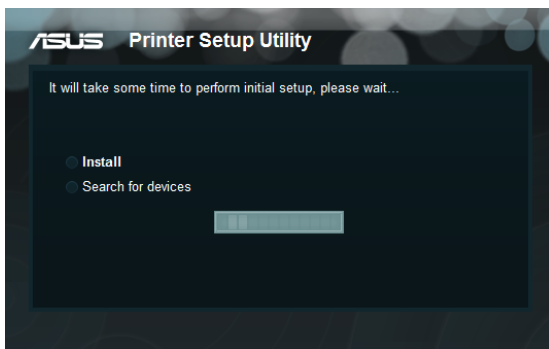 ASUS Printer Setup Utility
It will take some time to perform initial setup, please wait...
Install
Search for devices